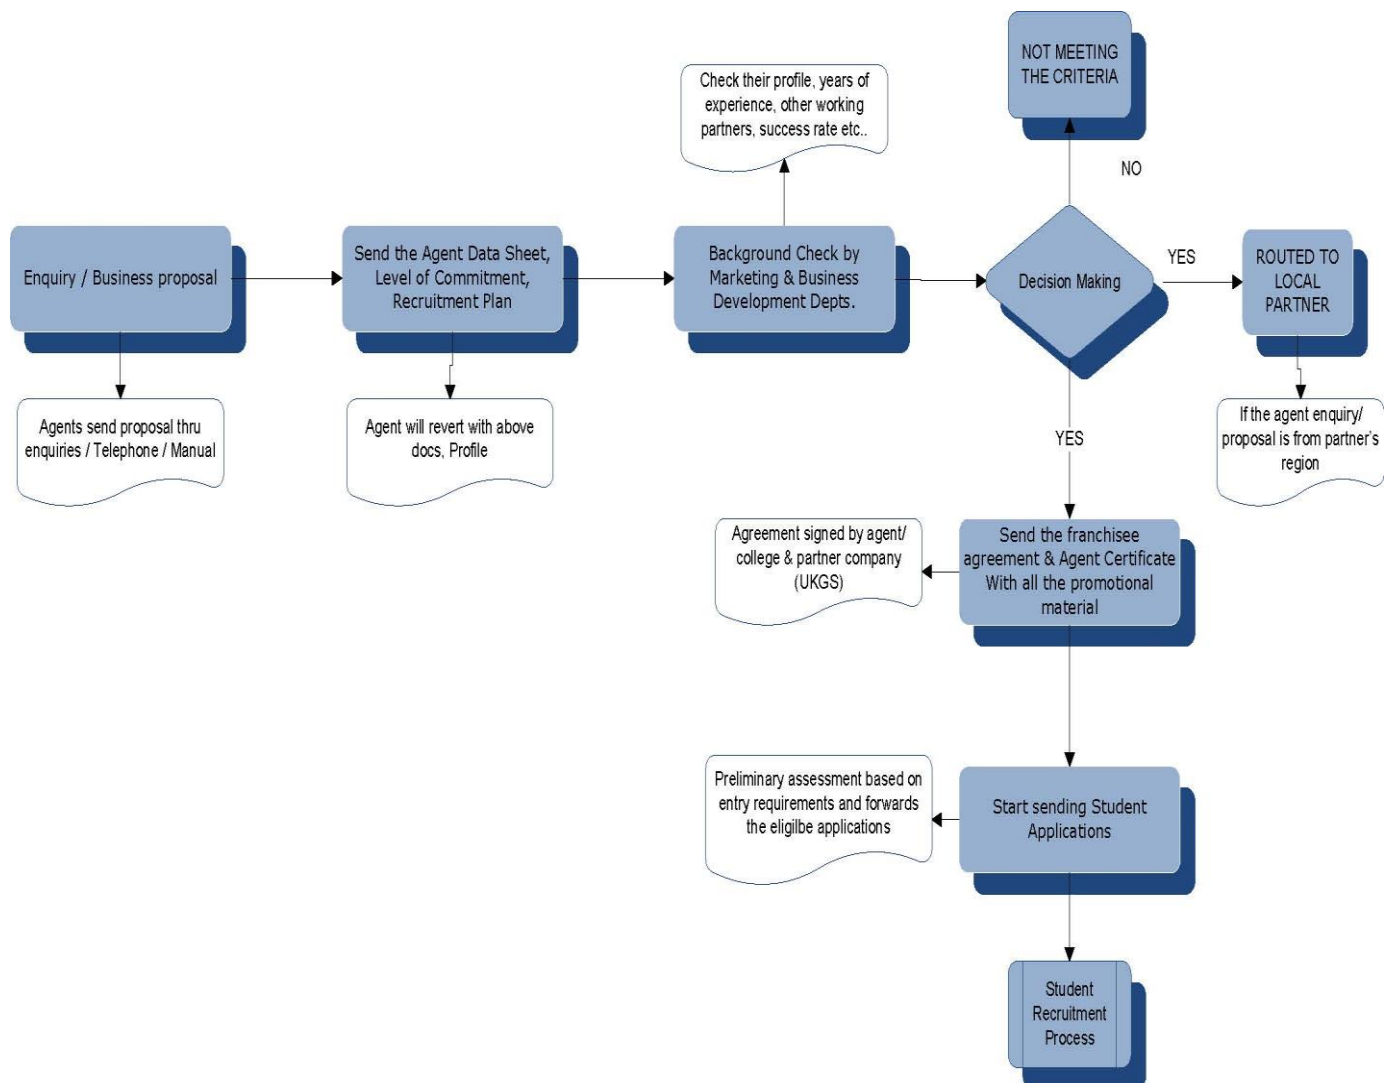 NOT MEETING
THE CRITERIA
Check their profile, years of
experience, other working
partners, success rate etc..
NO
Enquiry / Business proposal
Send the Agent Data Sheet,
Level of Commitment,
Recruitment Plan
Background Check by
Marketing & Business
Development Depts.
Decision Making
YES
ROUTED TO
LOCAL
PARTNER
Agents send proposal thru
enquiries / Telephone / Manual
Agent will revert with above
docs, Profile
YES
If the agent enquiry/
proposal is from partner's
region
Agreement signed by agent/
college & partner company
(UKGS)
Send the franchisee
agreement & Agent Certificate
With all the promotional
material
Preliminary assessment based on
entry requirements and forwards
the eligilbe applications
Start sending Student
Applications
Student
Recruitment
Process